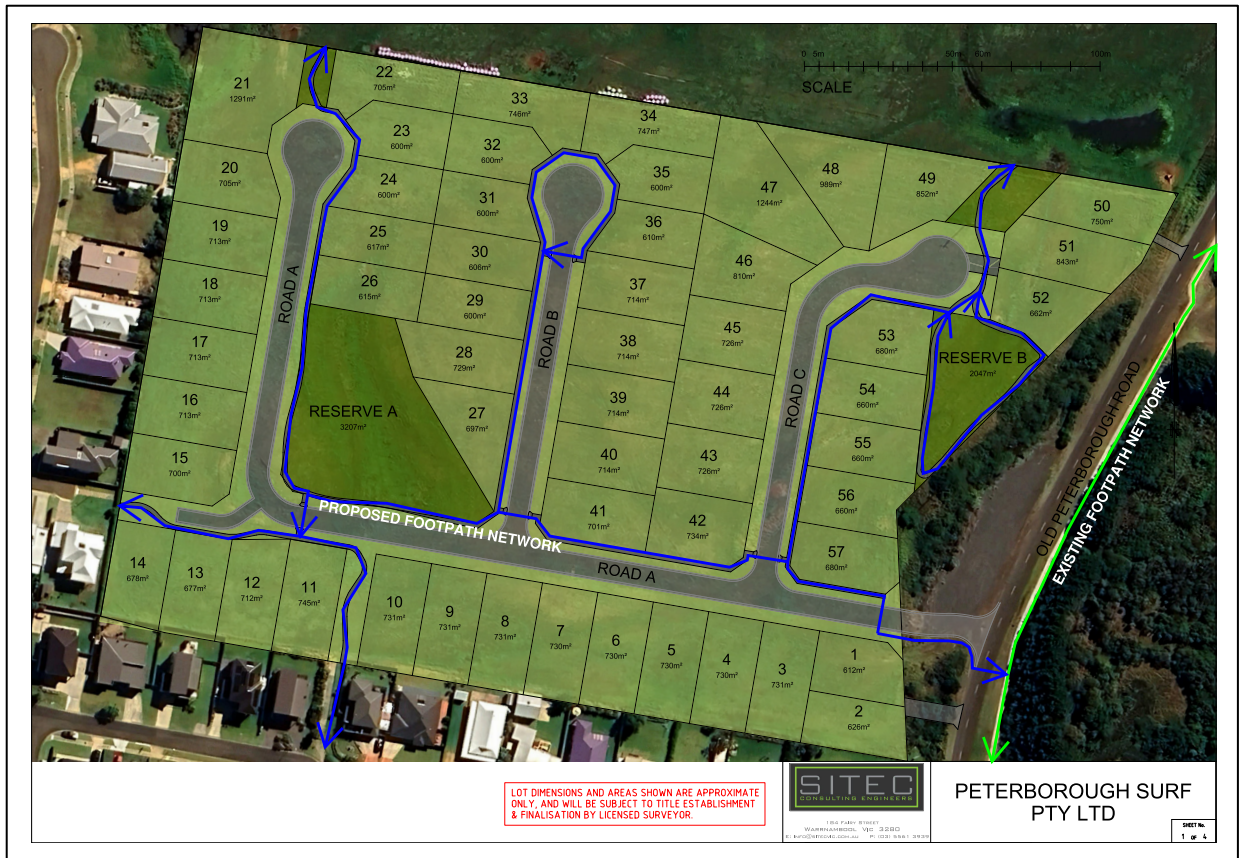 0 5m 50m 60m 100m
SCALE
21
1291m²
22
705m²
33
746m²
34
747m²
20
705m²
23
600m²
32
600m²
35
600m²
47
1244m²
48
989m²
49
852m²
50
750m²
19
713m²
24
600m²
31
600m²
36
610m²
51
843m²
18
713m²
25
617m²
30
606m²
46
810m²
52
662m²
26
615m²
29
600m²
37
714m²
45
726m²
53
680m²
17
713m²
28
729m²
38
714m²
44
726m²
54
660m²
16
713m²
27
697m²
39
714m²
43
726m²
55
660m²
15
700m²
40
714m²
42
734m²
56
660m²
41
701m²
57
680m²
ROAD A
ROAD B
ROAD C
RESERVE A
3207m²
RESERVE B
2047m²
PROPOSED FOOTPATH NETWORK
ROAD A
OLD PETERBOROUGH ROAD
EXISTING FOOTPATH NETWORK
14
678m²
13
677m²
12
712m²
11
745m²
10
731m²
9
731m²
8
731m²
7
730m²
6
730m²
5
730m²
4
730m²
3
731m²
1
612m²
2
626m²
LOT DIMENSIONS AND AREAS SHOWN ARE APPROXIMATE
ONLY, AND WILL BE SUBJECT TO TITLE ESTABLISHMENT
& FINALISATION BY LICENSED SURVEYOR.
SITEC
CONSULTING ENGINEERS
184 FAIRY STREET
WARRNAMBOOL VIC 3280
PETERBOROUGH SURF
PTY LTD
SHEET No.
1 OF 4